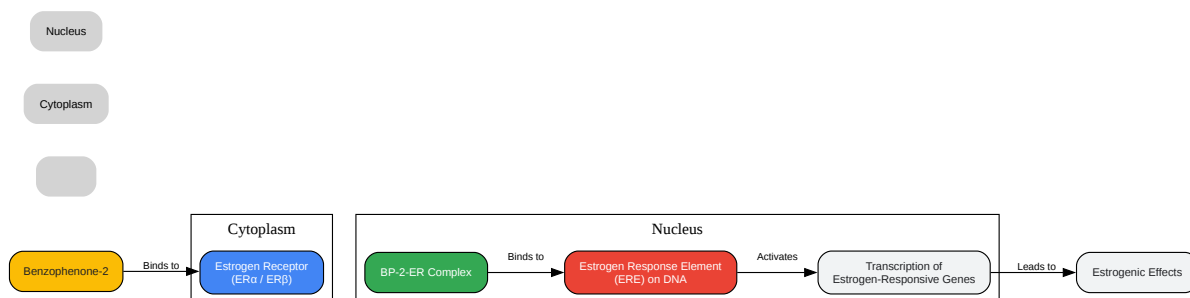 Nucleus
Cytoplasm
Cytoplasm
Nucleus
Benzophenone-2
Binds to
Estrogen Receptor
(ERα / ERβ)
BP-2-ER Complex
Binds to
Estrogen Response Element
(ERE) on DNA
Activates
Transcription of
Estrogen-Responsive Genes
Leads to
Estrogenic Effects